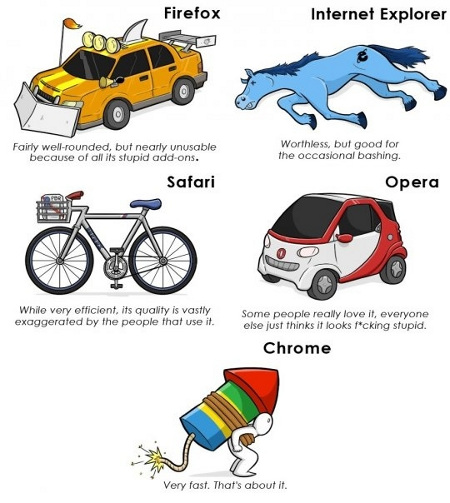 Firefox
Internet Explorer
Fairly well-rounded, but nearly unusable
because of all its stupid add-ons.
Worthless, but good for
the occasional bashing.
Safari
Opera
While very efficient, its quality is vastly
exaggerated by the people that use it.
Some people really love it, everyone
else just thinks it looks f*cking stupid.
Chrome
Very fast. That's about it.